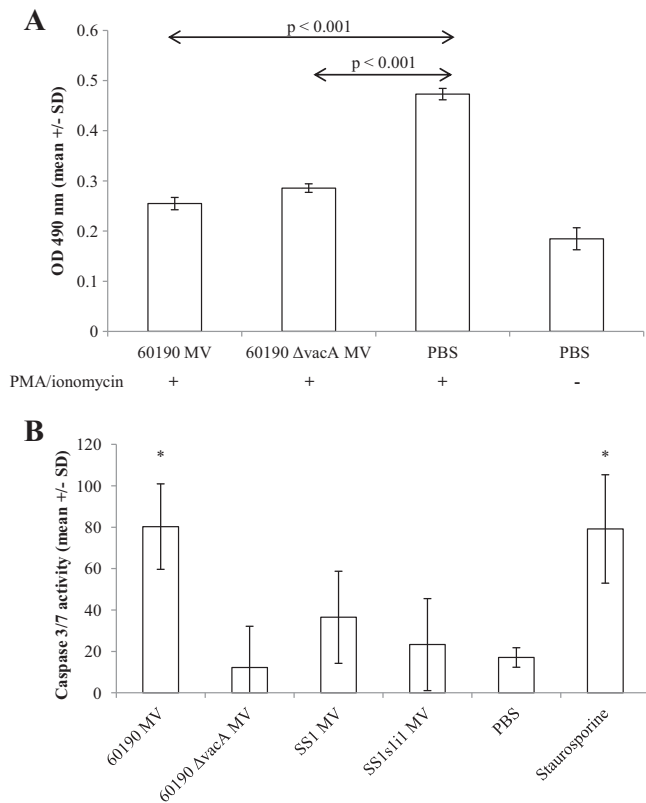 A
0.6
0.5
0.4
0.3
0.2
0.1
0
OD 490 nm (mean +/- SD)
p < 0.001
p < 0.001
60190 MV
60190 ΔvacA MV
PBS
PBS
PMA/ionomycin + + + -
B
120
100
80
60
40
20
0
Caspase 3/7 activity (mean +/- SD)
*
*
60190 MV
60190 ΔvacA MV
SS1 MV
SS1s1i1 MV
PBS
Staurosporine